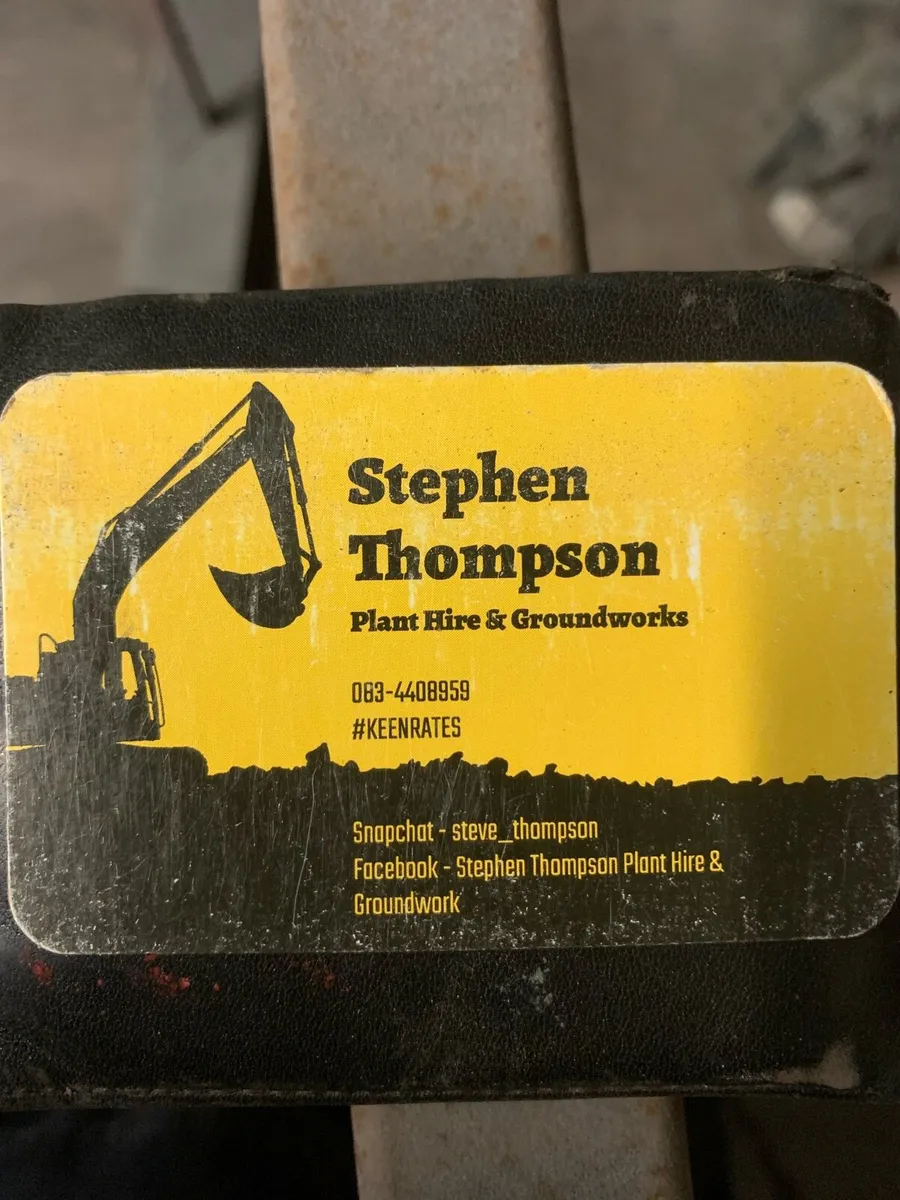 Stephen
Thompson
Plant Hire & Groundworks
083-4408959
#KEENRATES
Snapchat - steve_thompson
Facebook - Stephen Thompson Plant Hire &
Groundwork